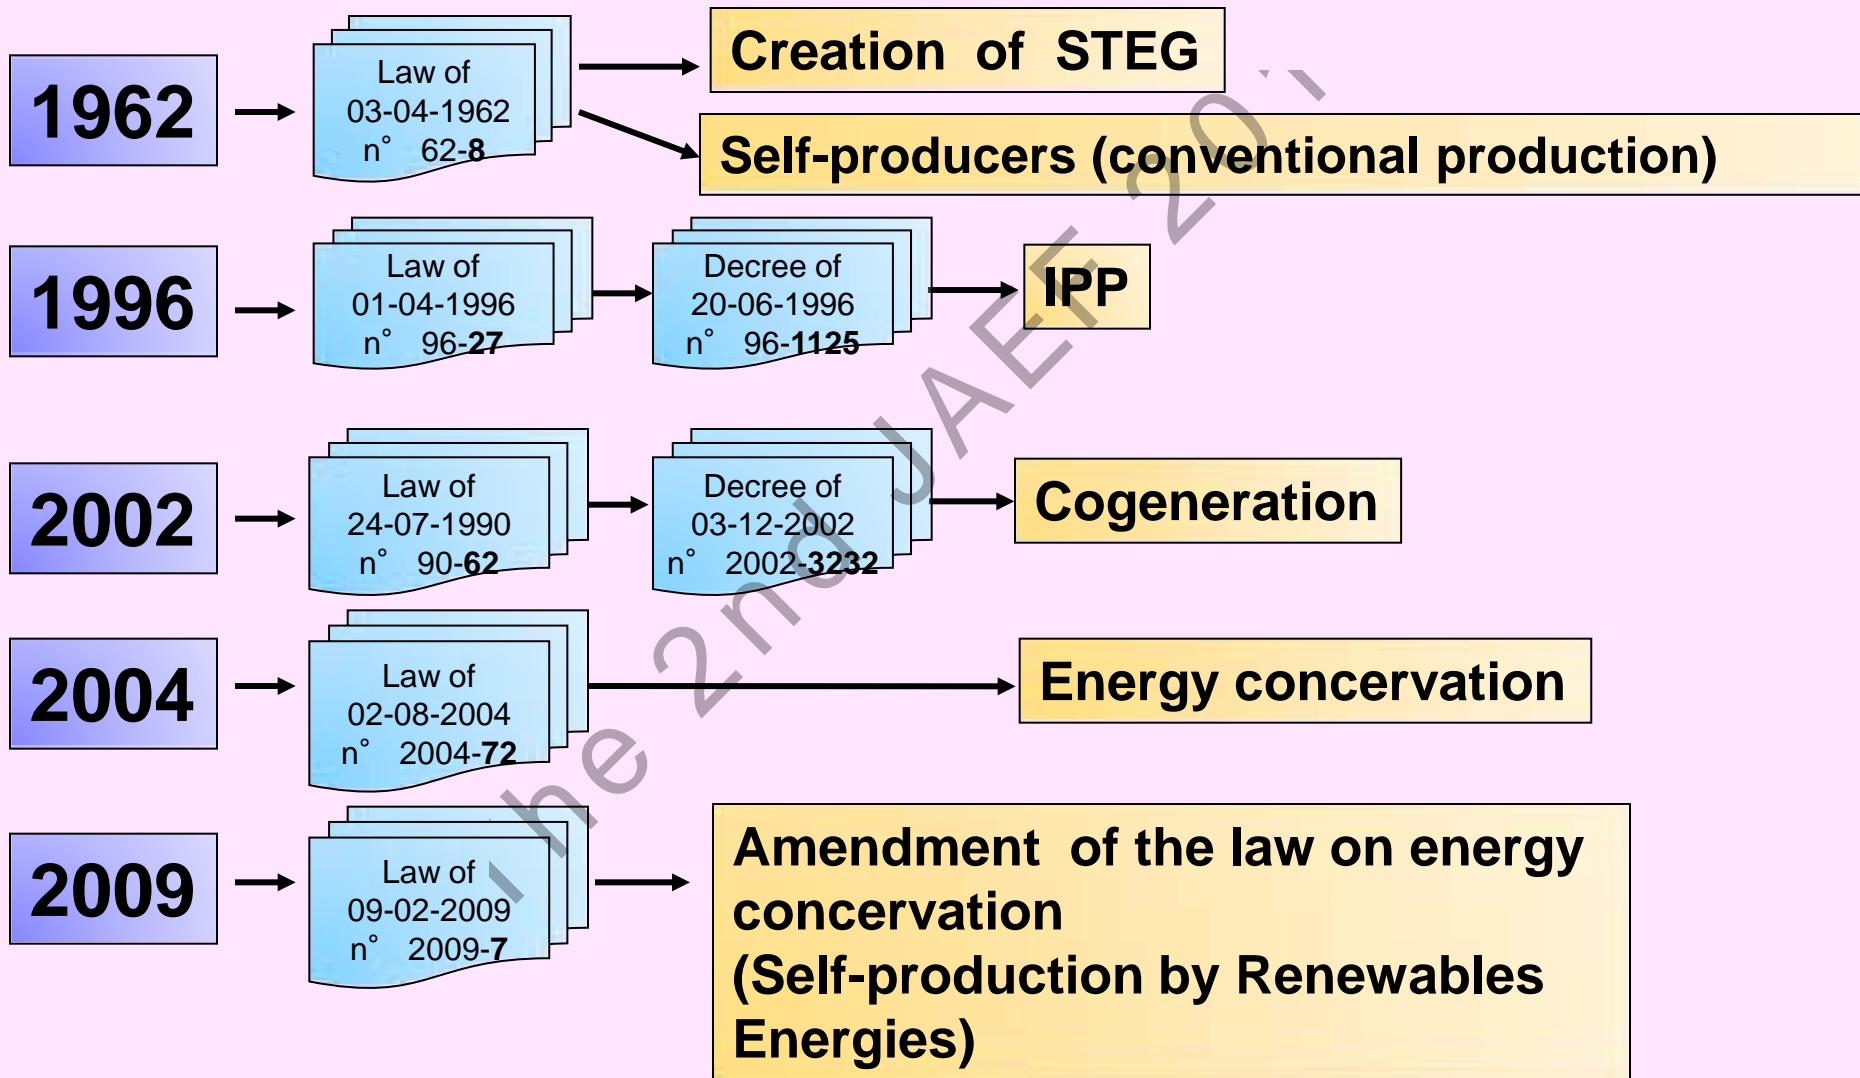 1962
Law of
03-04-1962
n° 62-8
Creation of STEG
Self-producers (conventional production)
1996
Law of
01-04-1996
n° 96-27
Decree of
20-06-1996
n° 96-1125
IPP
2002
Law of
24-07-1990
n° 90-62
Decree of
03-12-2002
n° 2002-3232
Cogeneration
2004
Law of
02-08-2004
n° 2004-72
Energy concervation
2009
Law of
09-02-2009
n° 2009-7
Amendment of the law on energy
concervation
(Self-production by Renewables
Energies)
The 2nd JAEF 201